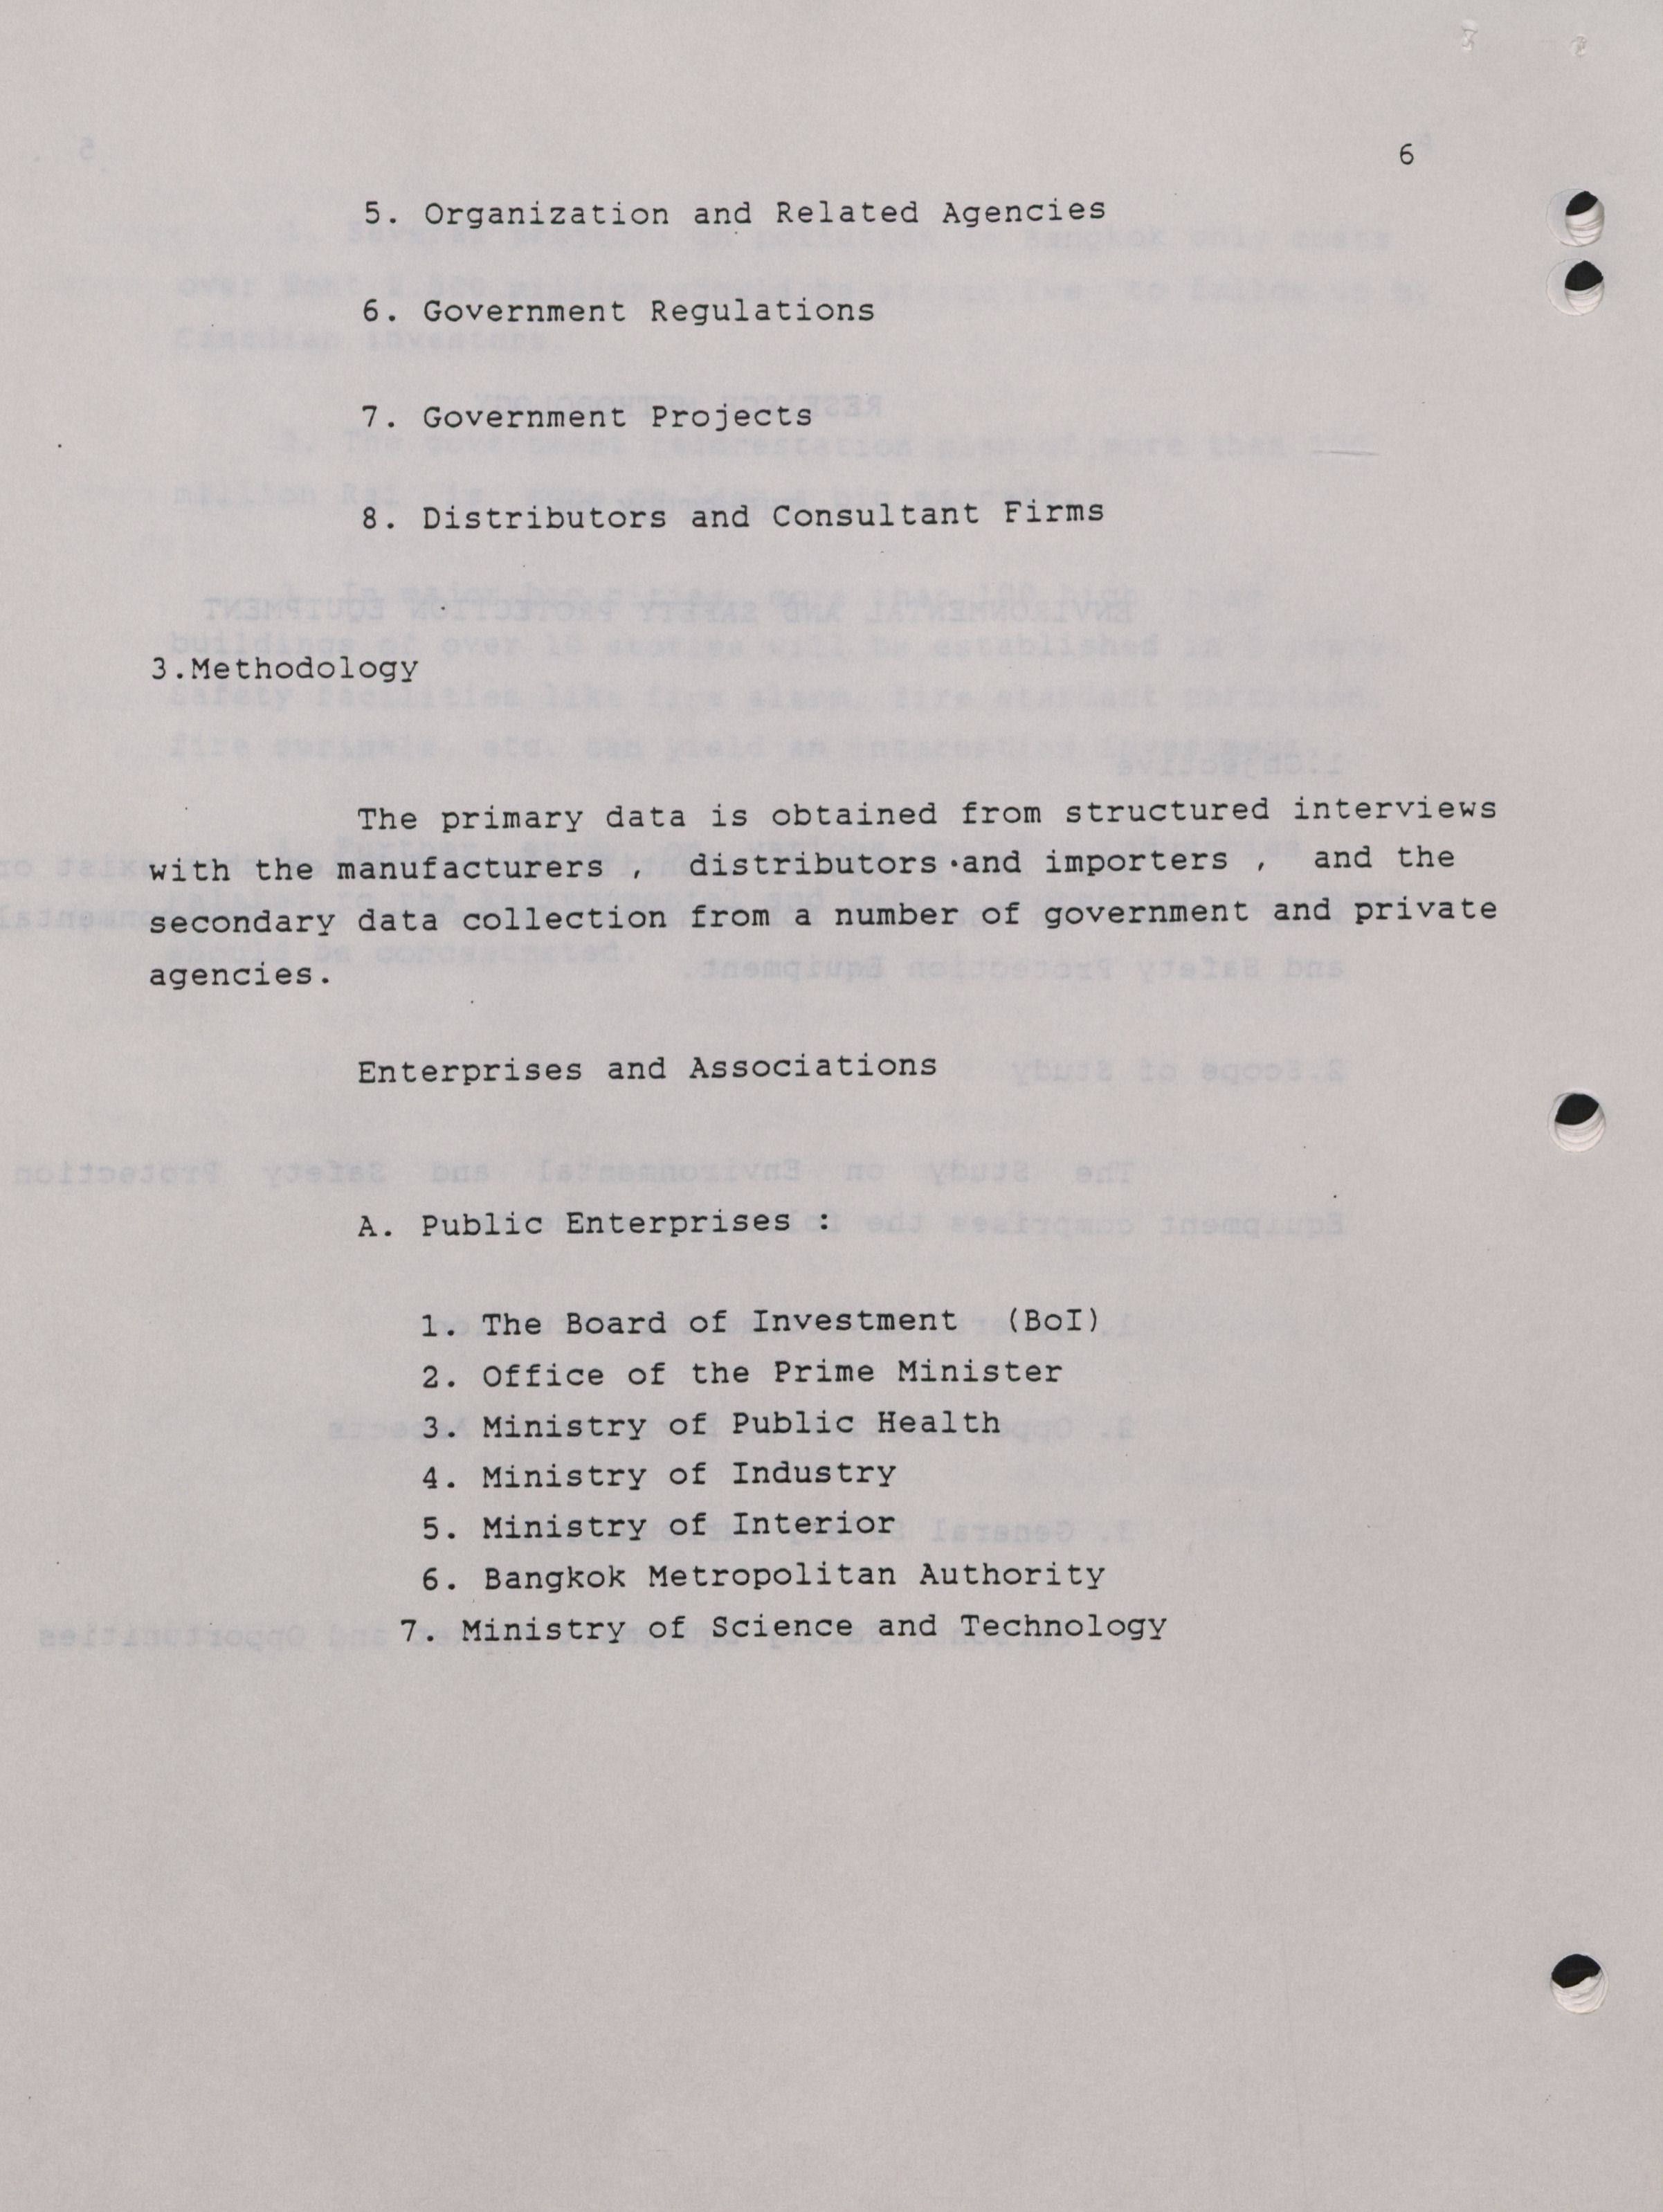 6
5. Organization and Related Agencies
6. Government Regulations
7. Government Projects
8. Distributors and Consultant Firms
3.Methodology
The primary data is obtained from structured interviews
with the manufacturers , distributors and importers , and the
secondary data collection from a number of government and private
agencies.
Enterprises and Associations
A. Public Enterprises :
1. The Board of Investment (BoI)
2. Office of the Prime Minister
3. Ministry of Public Health
4. Ministry of Industry
5. Ministry of Interior
6. Bangkok Metropolitan Authority
7. Ministry of Science and Technology